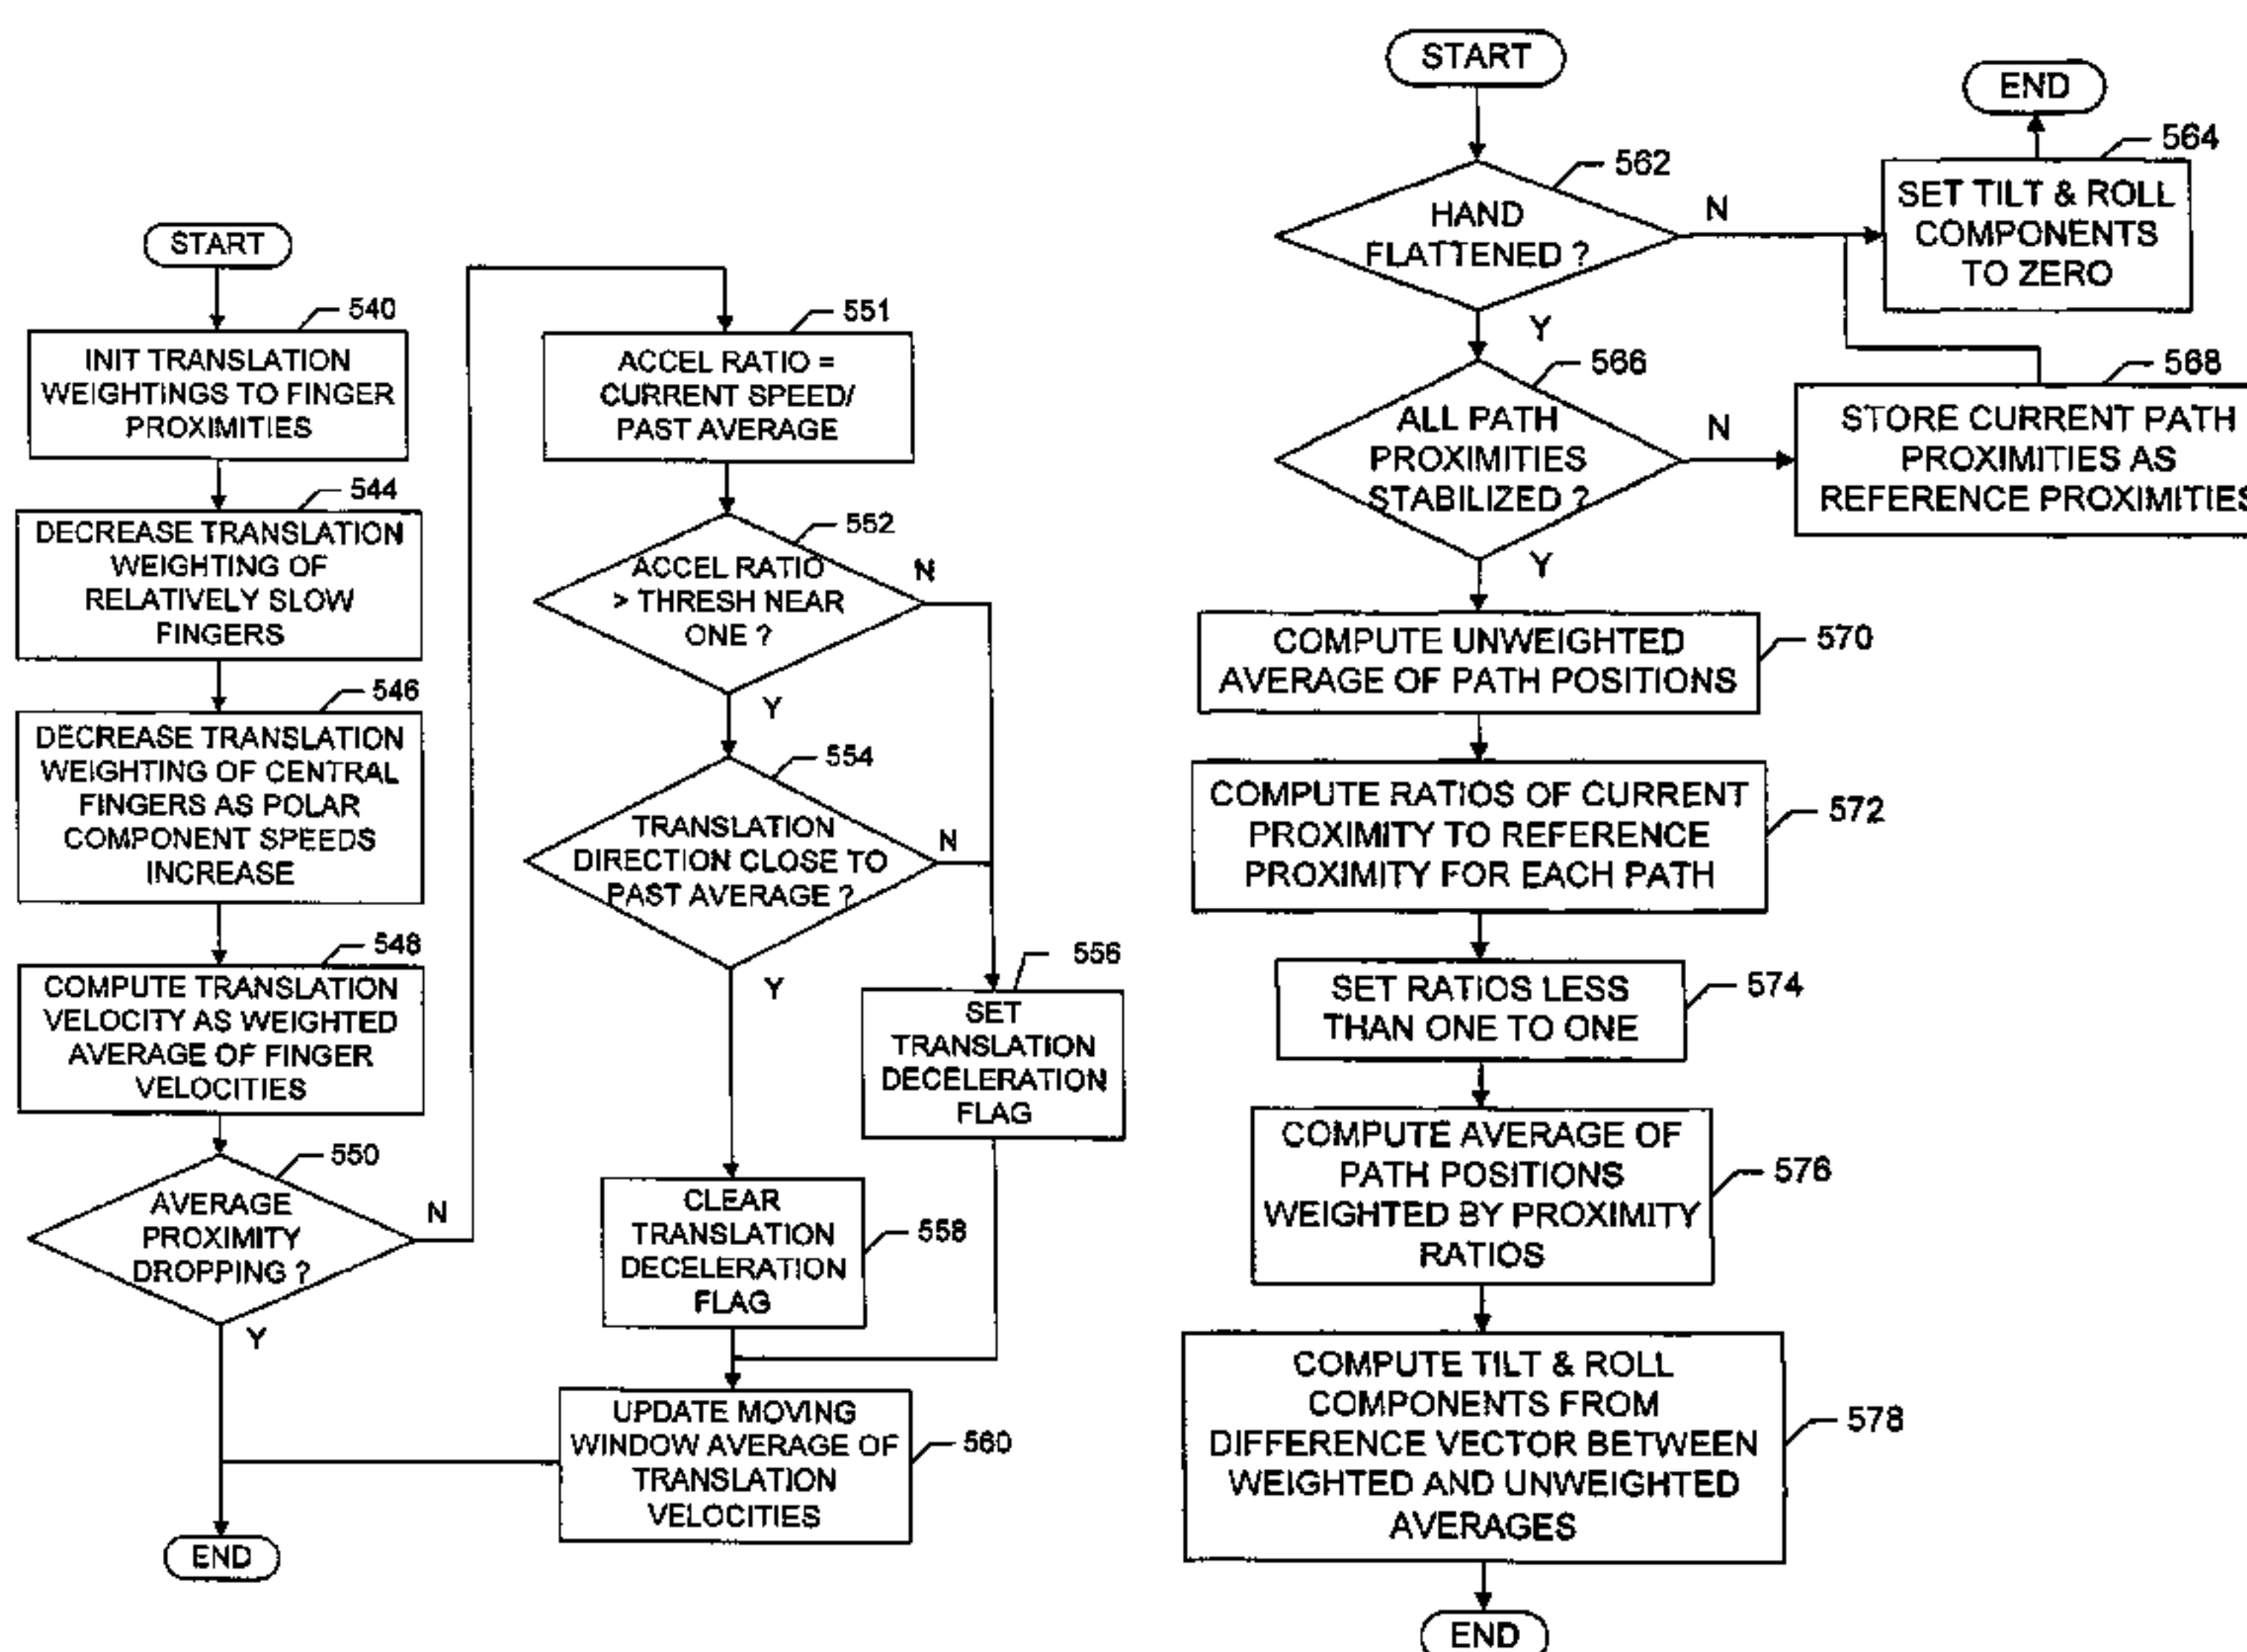 START
540
INIT TRANSLATION
WEIGHTINGS TO FINGER
PROXIMITIES
544
DECREASE TRANSLATION
WEIGHTING OF
RELATIVELY SLOW
FINGERS
546
DECREASE TRANSLATION
WEIGHTING OF CENTRAL
FINGERS AS POLAR
COMPONENT SPEEDS
INCREASE
548
COMPUTE TRANSLATION
VELOCITY AS WEIGHTED
AVERAGE OF FINGER
VELOCITIES
550
AVERAGE
PROXIMITY
DROPPING ?
N
Y
END
551
ACCEL RATIO =
CURRENT SPEED/
PAST AVERAGE
552
ACCEL RATIO
> THRESH NEAR
ONE ?
N
Y
554
TRANSLATION
DIRECTION CLOSE TO
PAST AVERAGE ?
N
Y
556
SET
TRANSLATION
DECELERATION
FLAG
CLEAR
TRANSLATION
DECELERATION
FLAG
558
UPDATE MOVING
WINDOW AVERAGE OF
TRANSLATION
VELOCITIES
560
START
562
HAND
FLATTENED ?
N
Y
END
564
SET TILT & ROLL
COMPONENTS
TO ZERO
566
ALL PATH
PROXIMITIES
STABILIZED ?
N
Y
568
STORE CURRENT PATH
PROXIMITIES AS
REFERENCE PROXIMITIES
COMPUTE UNWEIGHTED
AVERAGE OF PATH POSITIONS
570
COMPUTE RATIOS OF CURRENT
PROXIMITY TO REFERENCE
PROXIMITY FOR EACH PATH
572
SET RATIOS LESS
THAN ONE TO ONE
574
COMPUTE AVERAGE OF
PATH POSITIONS
WEIGHTED BY PROXIMITY
RATIOS
576
COMPUTE TILT & ROLL
COMPONENTS FROM
DIFFERENCE VECTOR BETWEEN
WEIGHTED AND UNWEIGHTED
AVERAGES
578
END